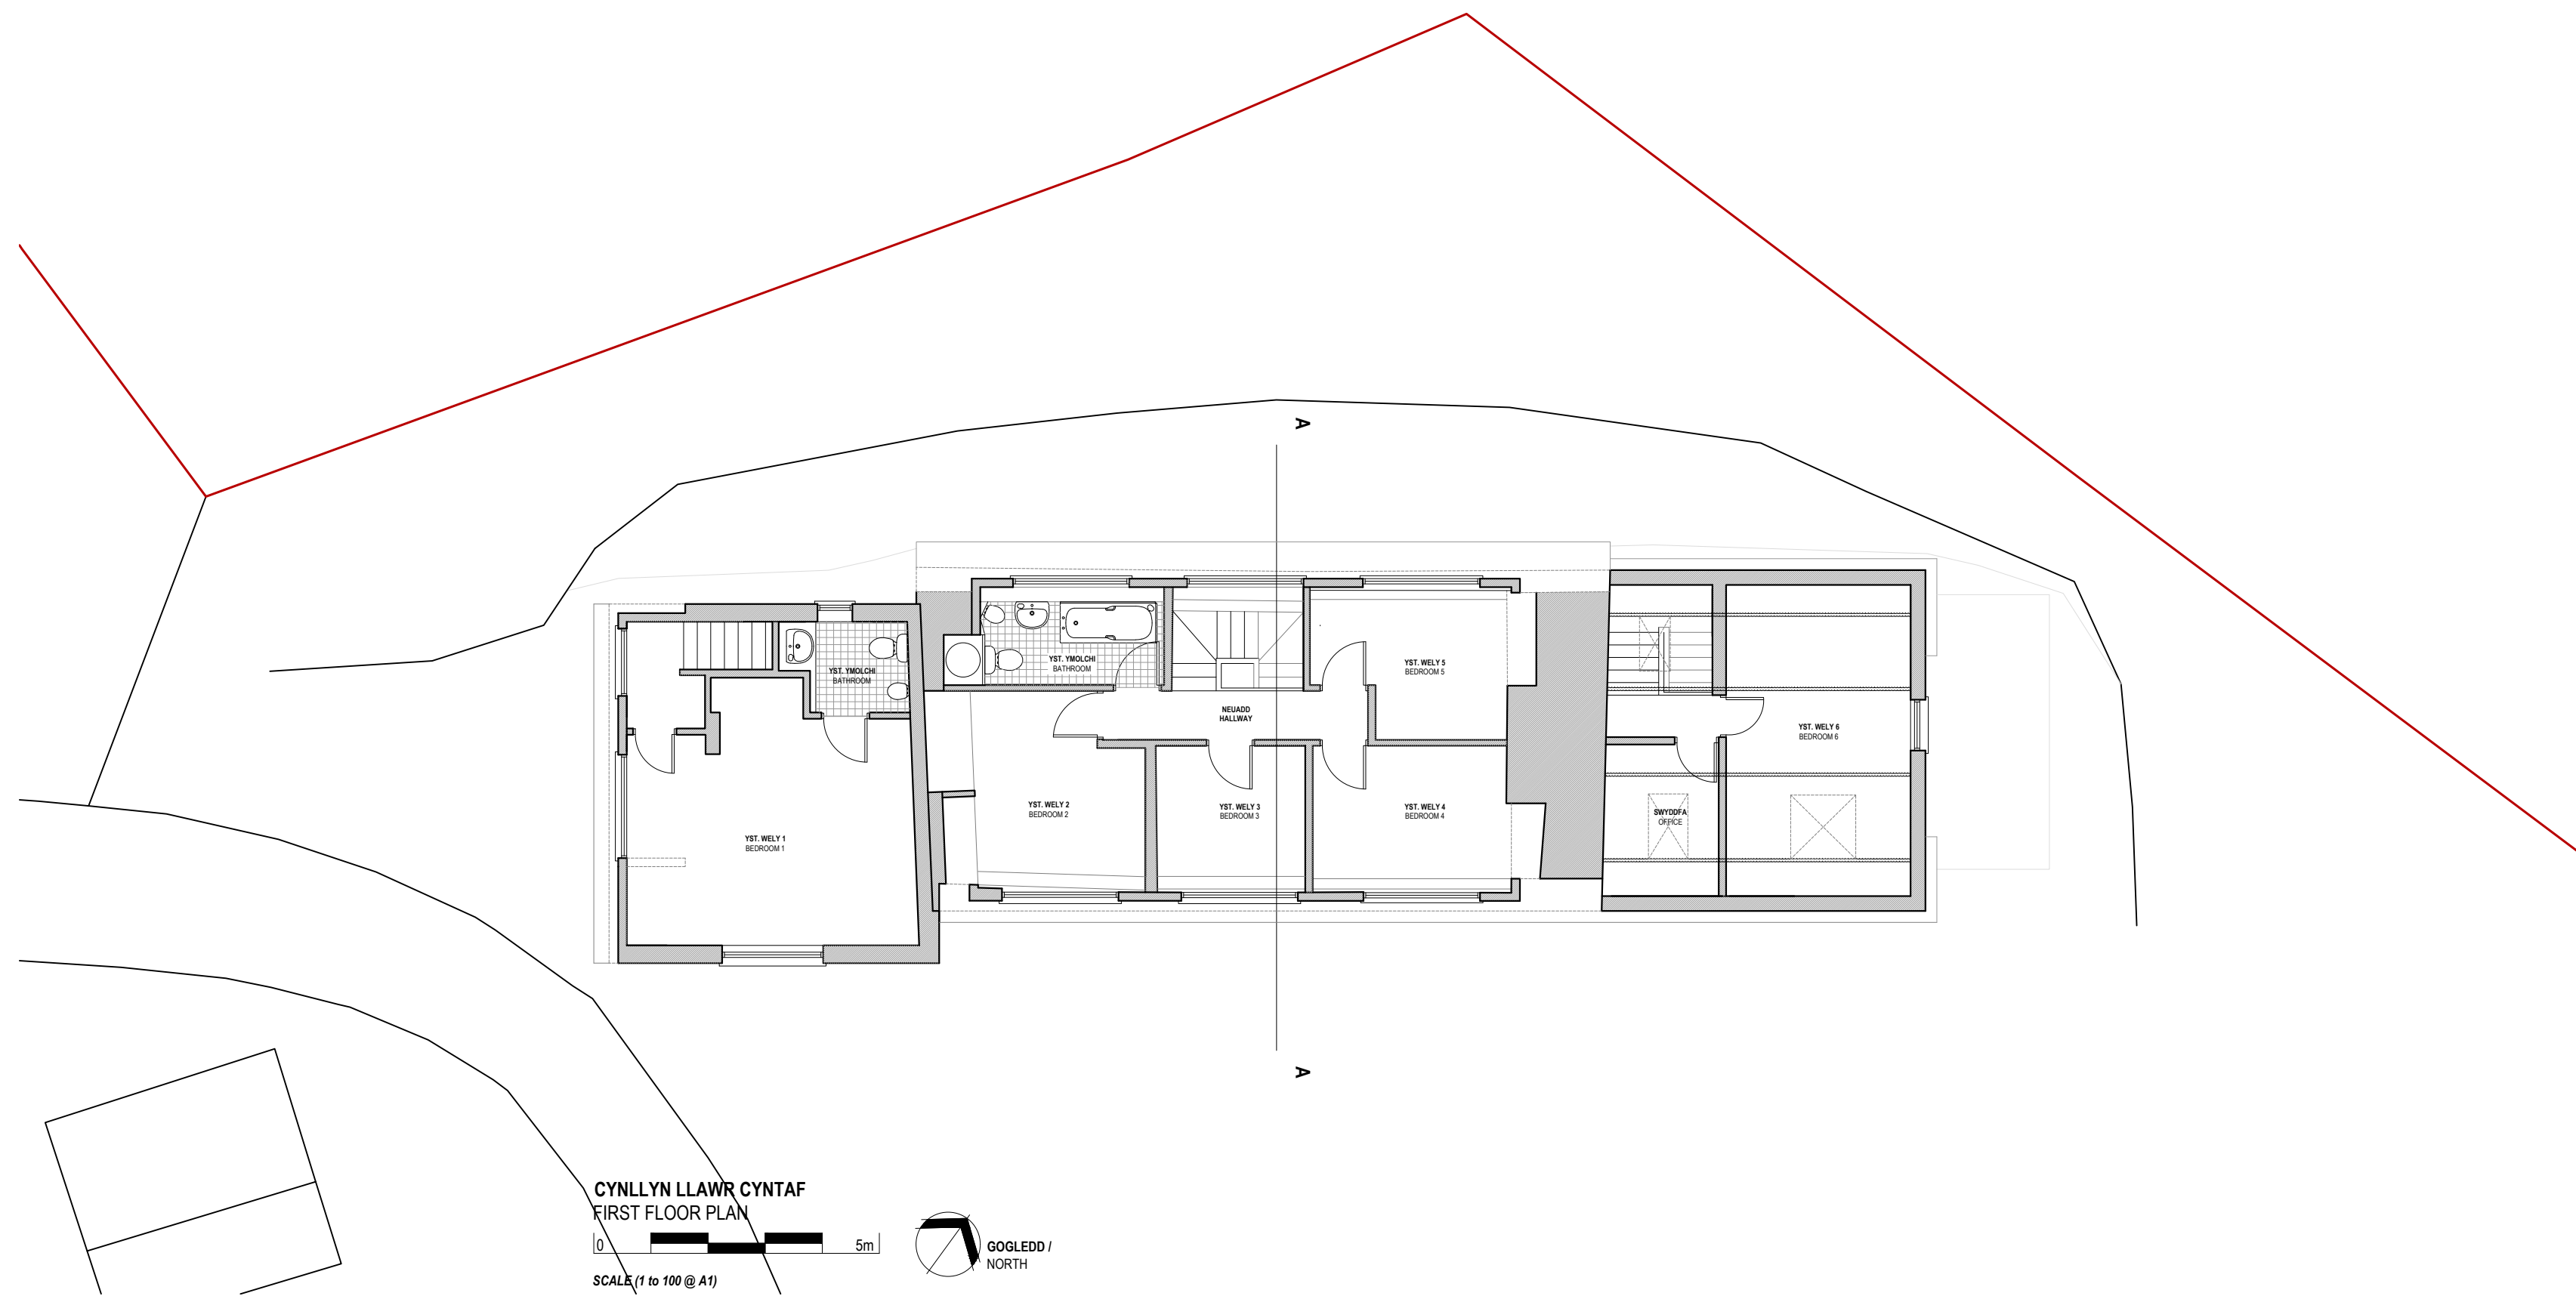 A
YST. YMOLCHI
BATHROOM
YST. YMOLCHI
BATHROOM
YST. WELY 5
BEDROOM 5
NEUADD
HALLWAY
YST. WELY 6
BEDROOM 6
YST. WELY 1
BEDROOM 1
YST. WELY 2
BEDROOM 2
YST. WELY 3
BEDROOM 3
YST. WELY 4
BEDROOM 4
SWYDDFA
OFFICE
A
CYNLLYN LLAWR CYNTAF
FIRST FLOOR PLAN
0 5m
SCALE (1 to 100 @ A1)
GOGLEDD /
NORTH